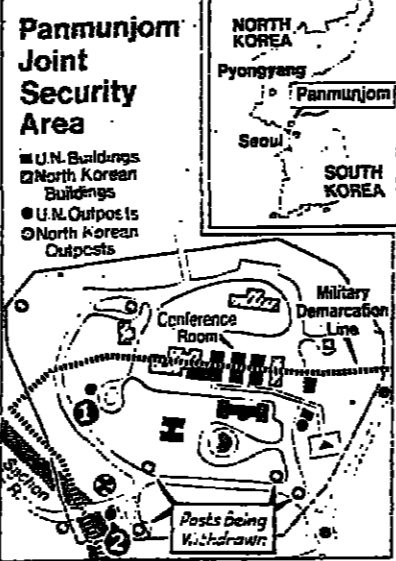 Panmunjom
Joint
Security
Area
U.N. Buildings
North Korean
Buildings
U.N. Outposts
North Korean
Outposts
NORTH
KOREA
Pyongyang
Panmunjom
Seoul
SOUTH
KOREA
Military
Demarcation
Line
Conference
Room
1
2
Posts Being
Withdrawn